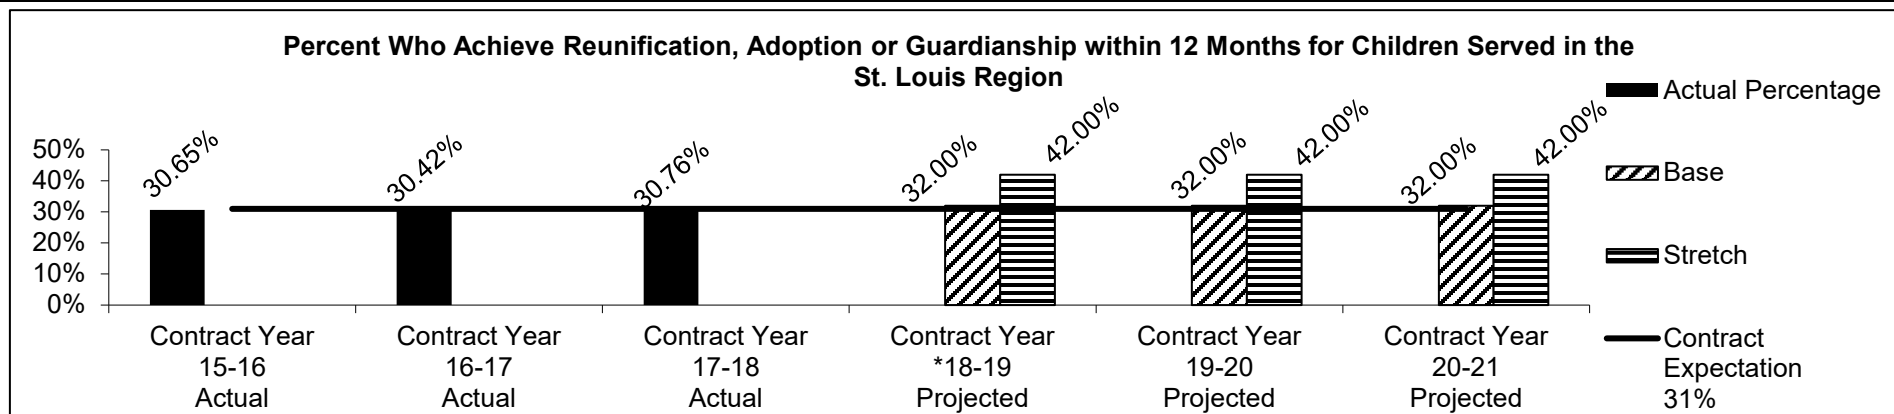 Percent Who Achieve Reunification, Adoption or Guardianship within 12 Months for Children Served in the
St. Louis Region
50%
40%
30%
20%
10%
0%
30.65%
30.42%
30.76%
32.00%
42.00%
32.00%
42.00%
32.00%
42.00%
Contract Year
15-16
Actual
Contract Year
16-17
Actual
Contract Year
17-18
Actual
Contract Year
*18-19
Projected
Contract Year
19-20
Projected
Contract Year
20-21
Projected
Actual Percentage
Base
Stretch
Contract
Expectation
31%